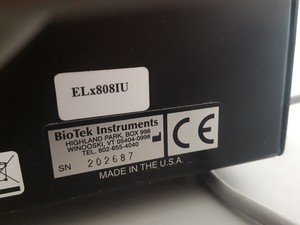 ELx808IU
BioTek Instruments
HIGHLAND PARK, BOX 998
WINOOSKI, VT 05404-0998
TEL. 802-655-4040
CE
SN 202687
MADE IN THE U.S.A.